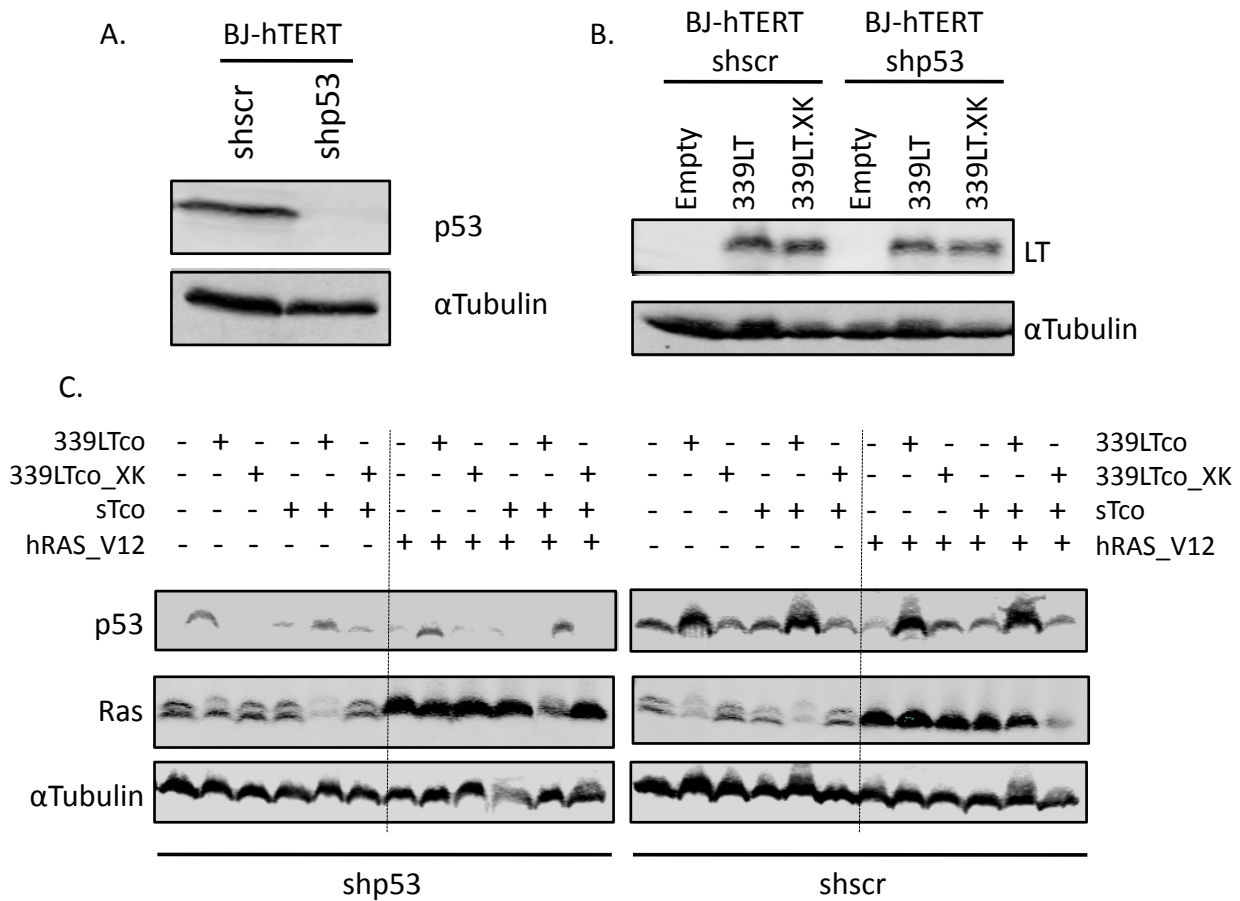 A.
BJ-hTERT
shscr
shp53
p53
αTubulin
B.
BJ-hTERT
shscr
BJ-hTERT
shp53
Empty
339LT
339LT.XK
Empty
339LT
339LT.XK
LT
αTubulin
C.
339LTco - + - - + - - + - - + - - + - - + - - + - - + - 339LTco
339LTco_XK - - + - - + - - + - - + - - + - - + - - + - - + 339LTco_XK
sTco - - - + + + - - - + + + - - - + + + - - - + + + sTco
hRAS_V12 - - - - - - + + + + + + - - - - - - + + + + + + hRAS_V12
p53
Ras
αTubulin
shp53 shscr